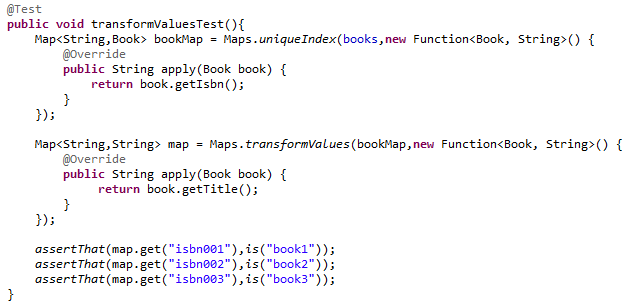 @Test
public void transformValuesTest(){
    Map<String,Book> bookMap = Maps.uniqueIndex(books,new Function<Book, String>() {
        @Override
        public String apply(Book book) {
            return book.getIsbn();
        }
    });

    Map<String,String> map = Maps.transformValues(bookMap,new Function<Book, String>() {
        @Override
        public String apply(Book book) {
             return book.getTitle();
        }
    });

    assertThat(map.get("isbn001"),is("book1"));
    assertThat(map.get("isbn002"),is("book2"));
    assertThat(map.get("isbn003"),is("book3"));
}